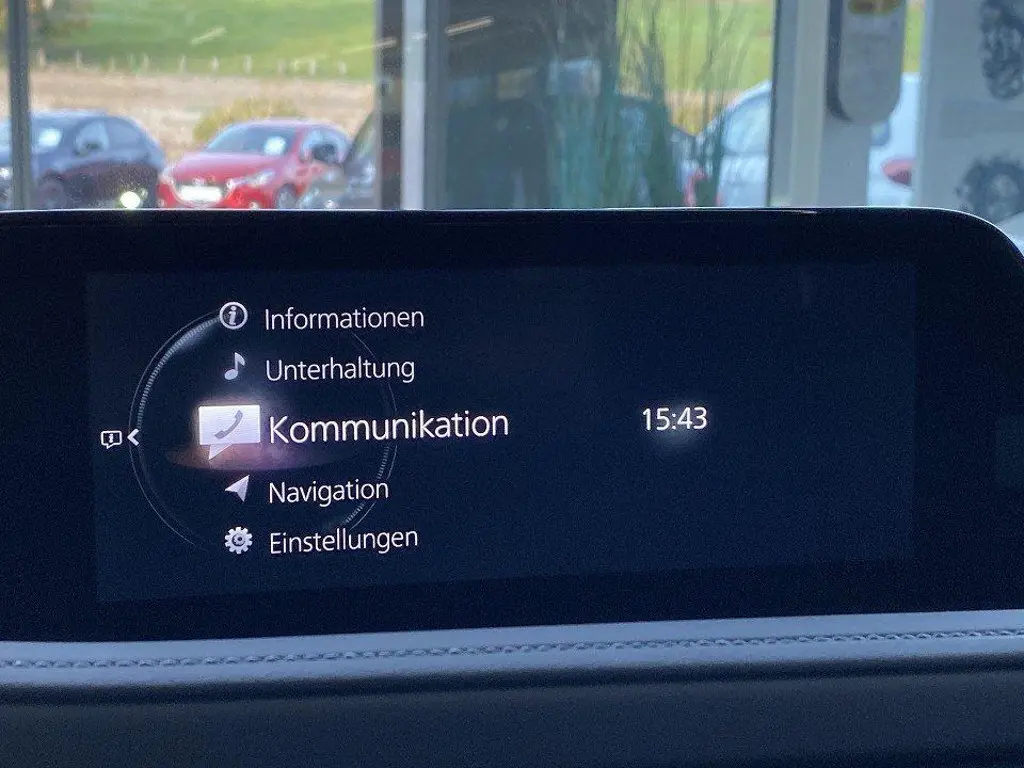 Informationen
Unterhaltung
Kommunikation
15:43
Navigation
Einstellungen